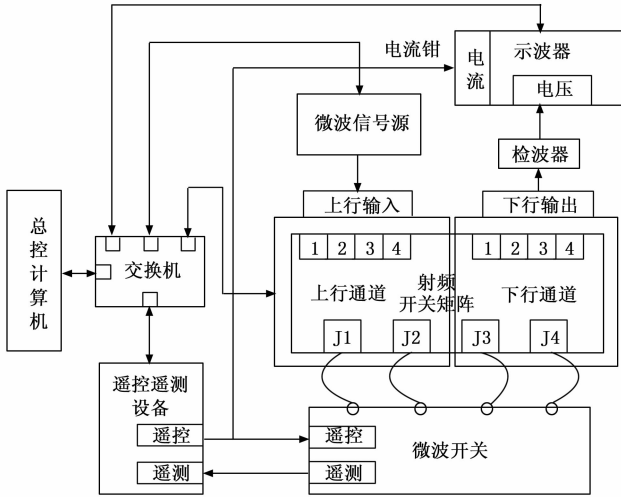 电流钳
电流
示波器
电压
微波信号源
检波器
上行输入
下行输出
总控计算机
交换机
1 2 3 4
1 2 3 4
上行通道
射频
开关矩阵
下行通道
J1
J2
J3
J4
遥控遥测
设备
遥控
遥测
遥控
遥测
微波开关